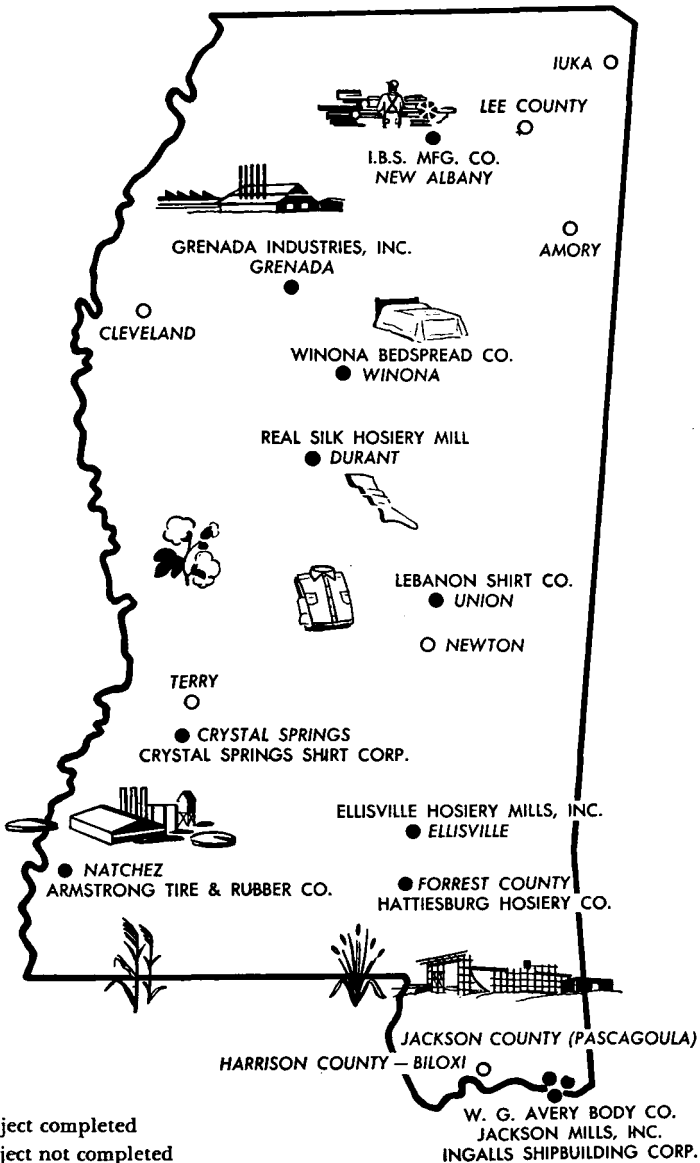 IUKA
LEE COUNTY
I.B.S. MFG. CO.
NEW ALBANY
AMORY
GRENADA INDUSTRIES, INC.
GRENADA
CLEVELAND
WINONA BEDSPREAD CO.
WINONA
REAL SILK HOSIERY MILL
DURANT
LEBANON SHIRT CO.
UNION
NEWTON
TERRY
CRYSTAL SPRINGS
CRYSTAL SPRINGS SHIRT CORP.
ELLISVILLE HOSIERY MILLS, INC.
ELLISVILLE
NATCHEZ
ARMSTRONG TIRE & RUBBER CO.
FORREST COUNTY
HATTIESBURG HOSIERY CO.
JACKSON COUNTY (PASCAGOULA)
HARRISON COUNTY — BILOXI
W. G. AVERY BODY CO.
JACKSON MILLS, INC.
INGALLS SHIPBUILDING CORP.
ject completed
ject not completed